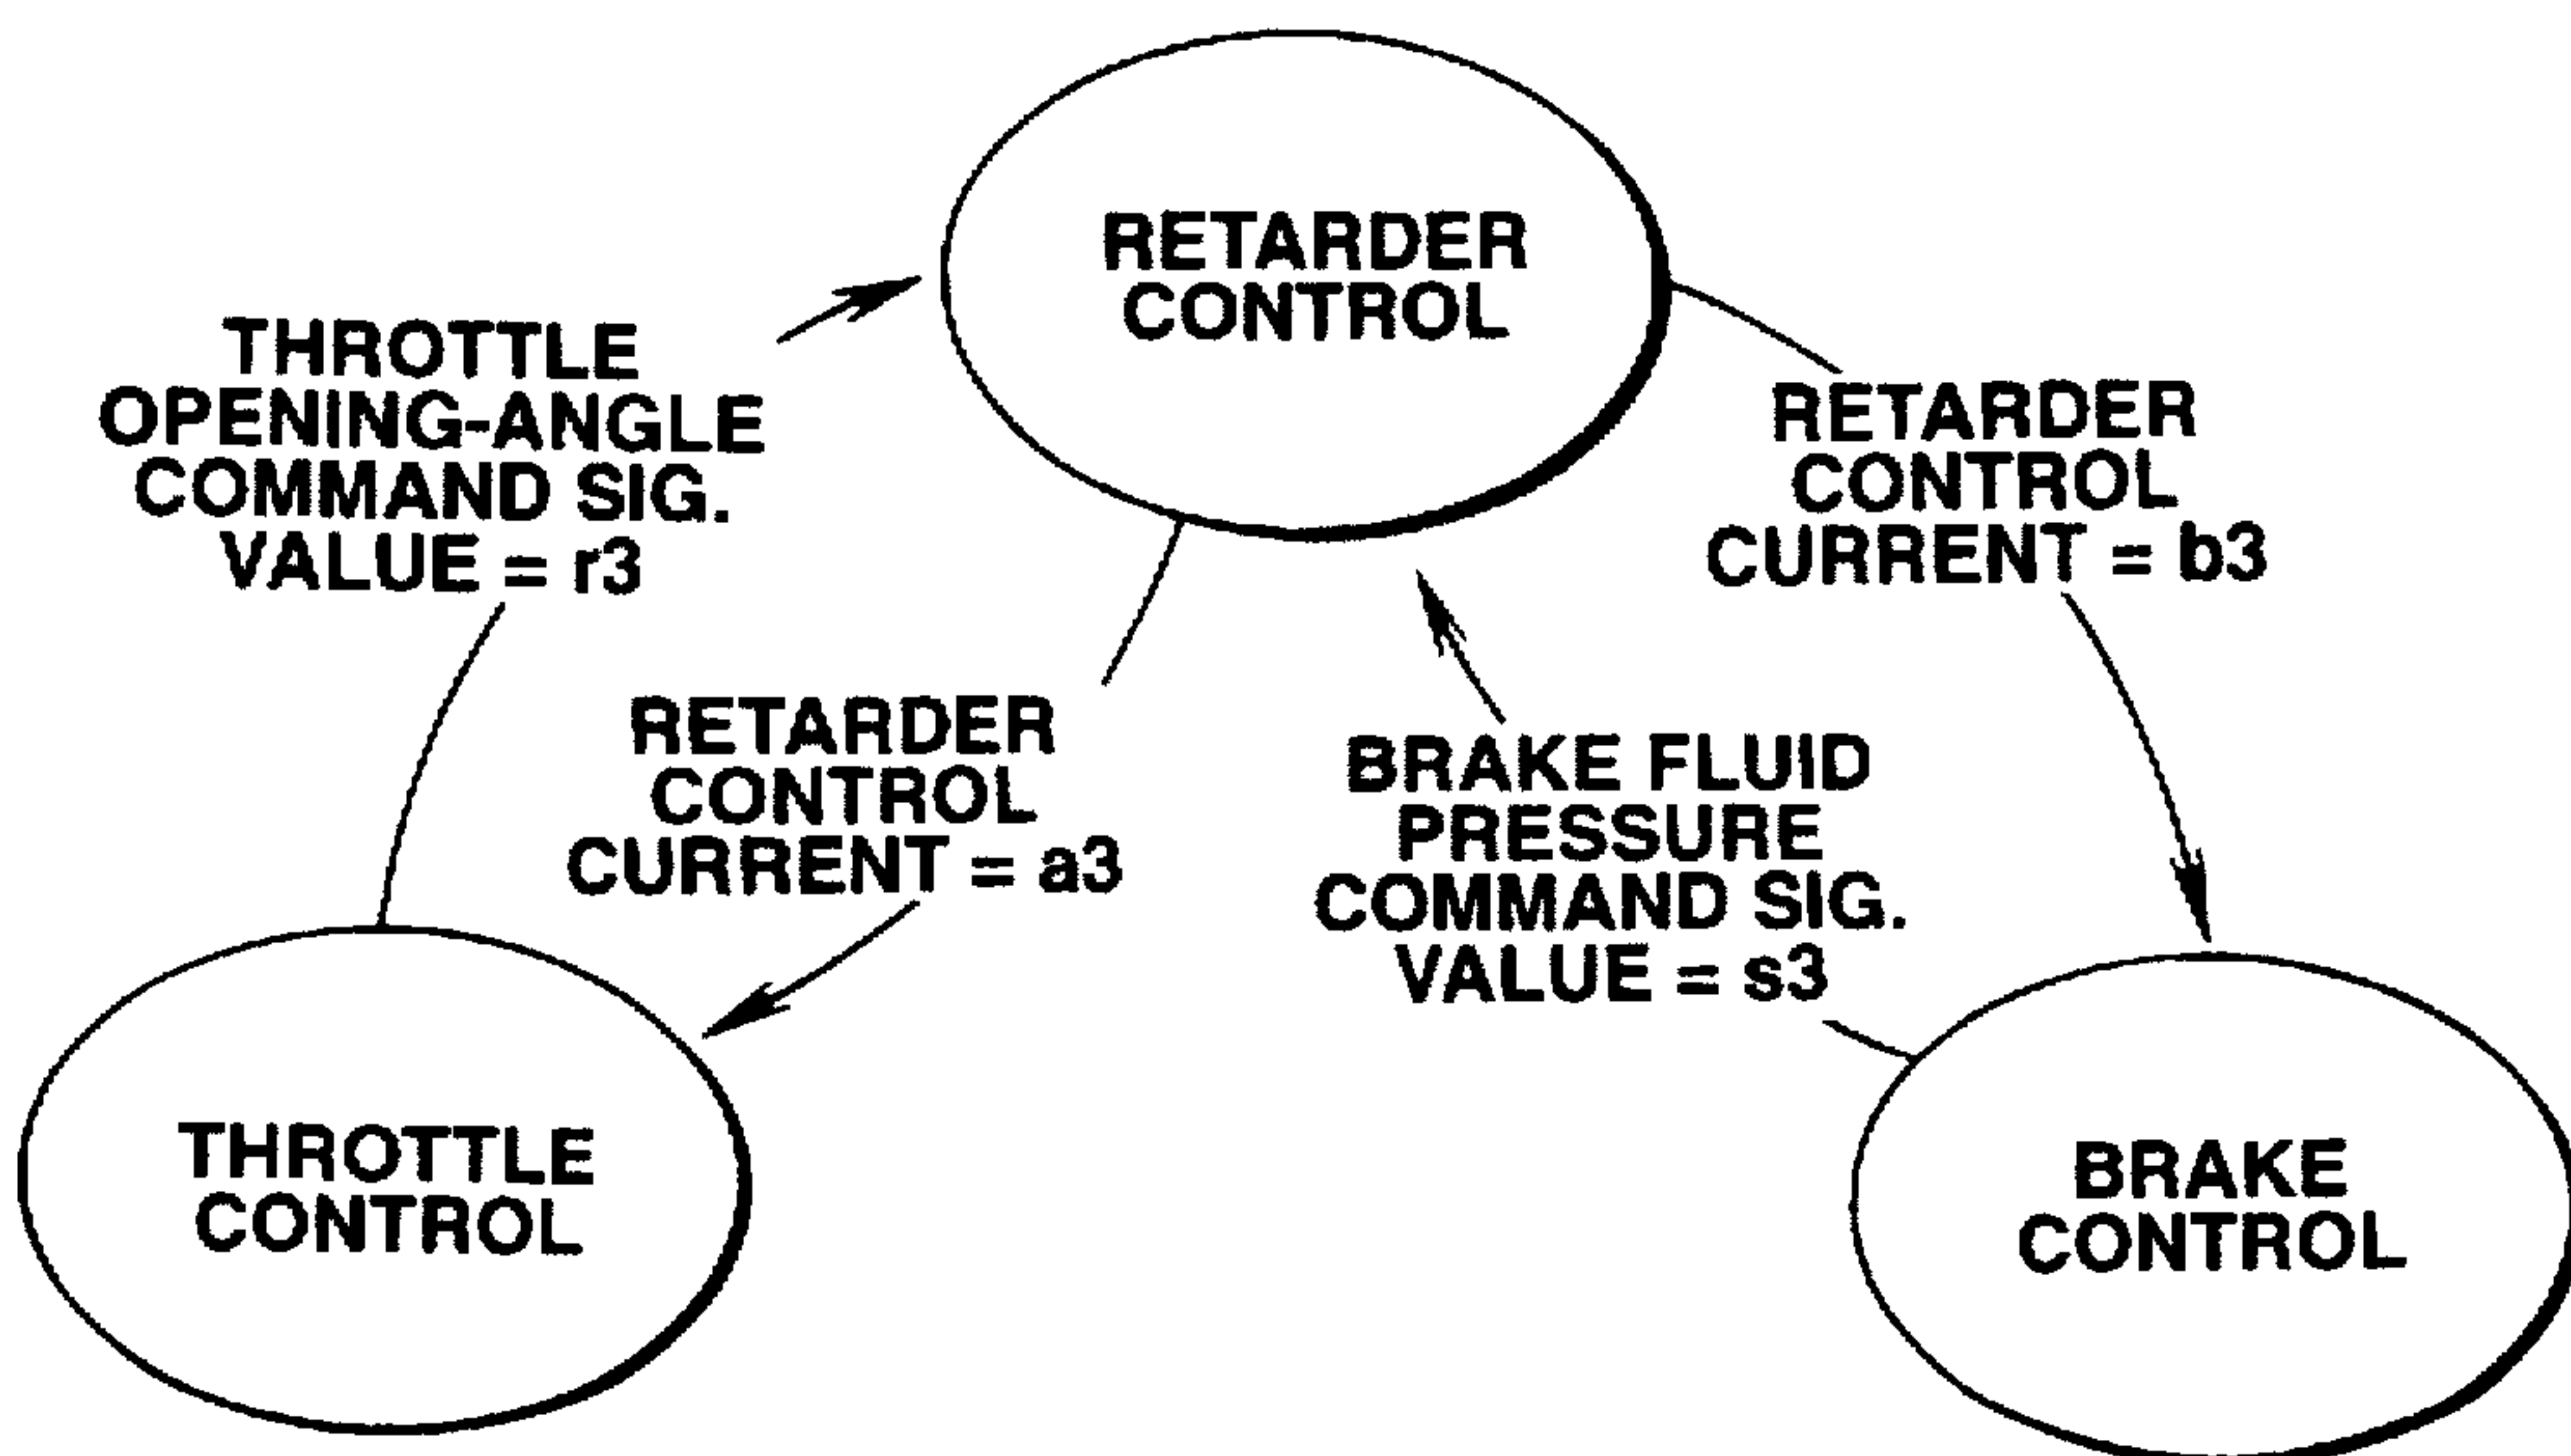 RETARDER
CONTROL
THROTTLE
OPENING-ANGLE
COMMAND SIG.
VALUE = r3
RETARDER
CONTROL
CURRENT = b3
RETARDER
CONTROL
CURRENT = a3
BRAKE FLUID
PRESSURE
COMMAND SIG.
VALUE = s3
THROTTLE
CONTROL
BRAKE
CONTROL